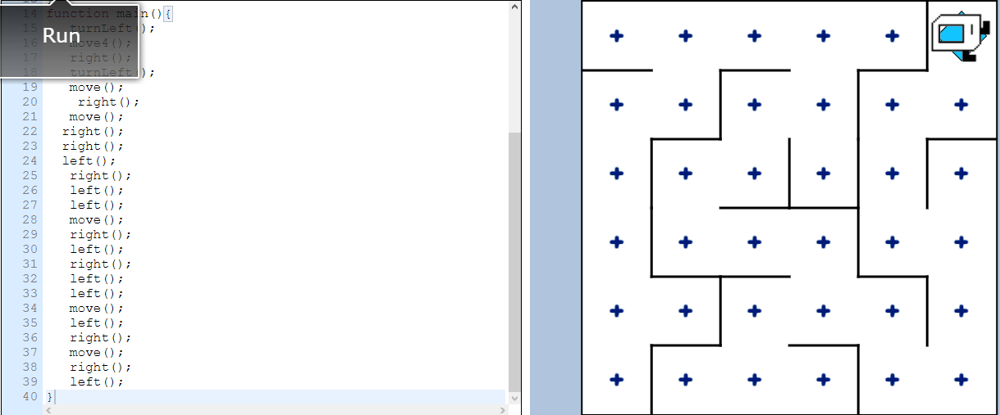 14 function main(){
Run
15 turnLeft();
16 move4();
17 right();
18 turnLeft();
19 move();
20 right();
21 move();
22 right();
23 right();
24 left();
25 right();
26 left();
27 left();
28 move();
29 right();
30 left();
31 right();
32 left();
33 left();
34 move();
35 left();
36 right();
37 move();
38 right();
39 left();
40 }